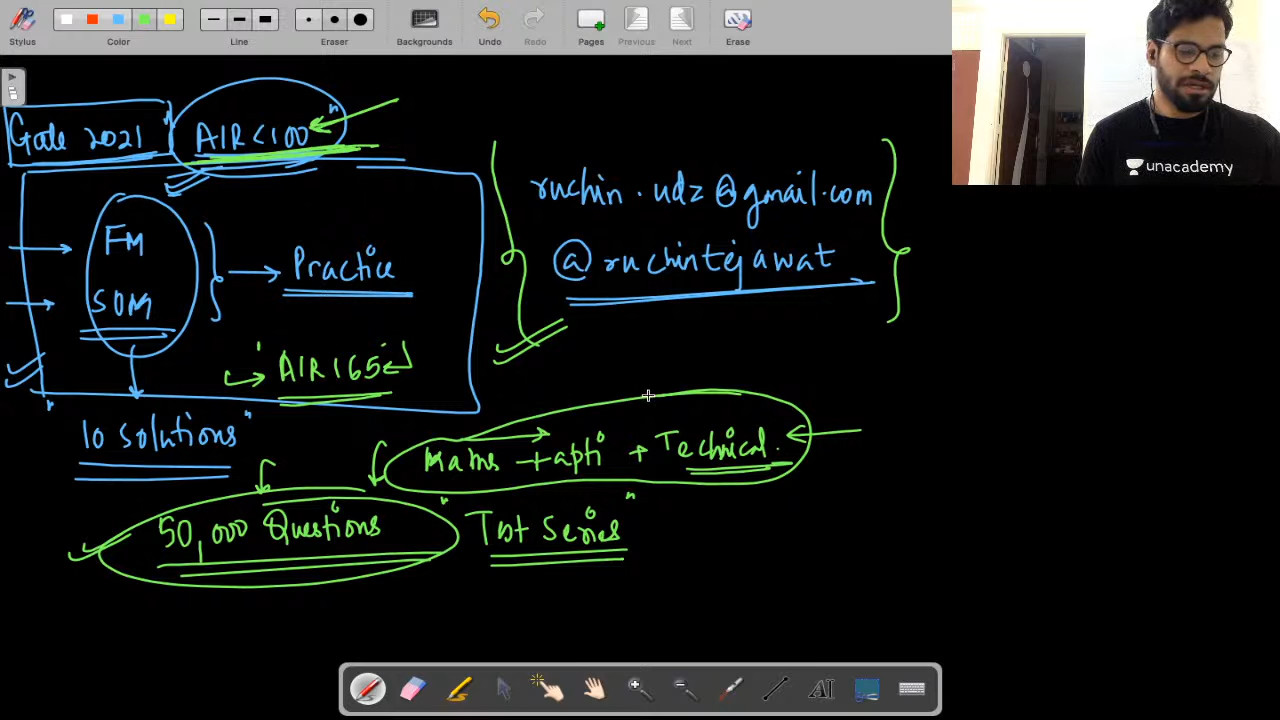 Stylus Color Line Eraser Backgrounds Undo Redo Pages Previous Next Erase
unacademy
Gate 2021 "AIR<100"
FM
SOM
Practice
AIR 165
"10 solutions"
ruchin.udz@gmail.com
@ruchintejawat
Maths + apti + Technical.
50,000 Questions "Test Series"
AI